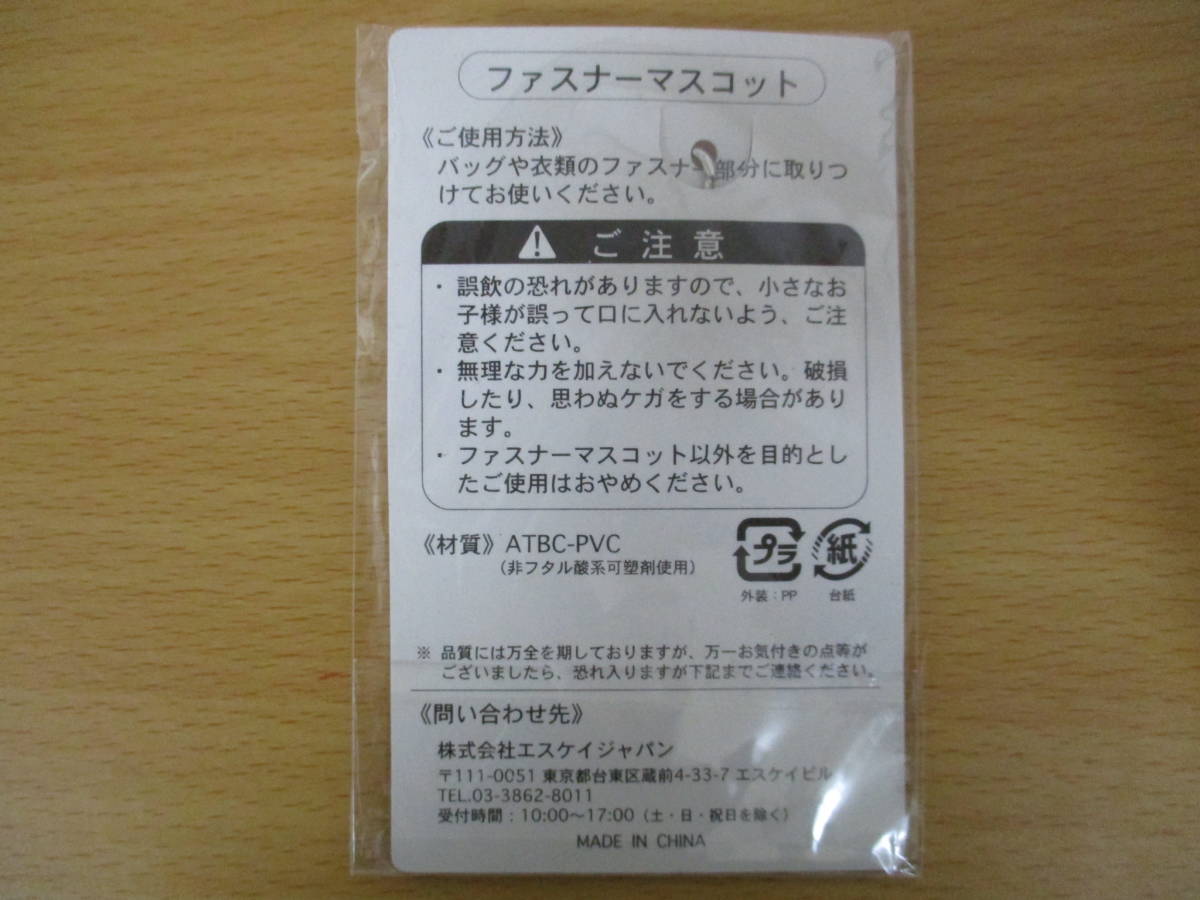 ファスナーマスコット
《ご使用方法》
バッグや衣類のファスナー部分に取りつ
けてお使いください。
ご注意
・誤飲の恐れがありますので、小さなお
子様が誤って口に入れないよう、ご注
意ください。
・無理な力を加えないでください。破損
したり、思わぬケガをする場合があり
ます。
・ファスナーマスコット以外を目的とし
たご使用はおやめください。
《材質》ATBC-PVC
（非フタル酸系可塑剤使用）
プラ 紙
外装：PP 台紙
※ 品質には万全を期しておりますが、万一お気付きの点等が
ございましたら、恐れ入りますが下記までご連絡ください。
《問い合わせ先》
株式会社エスケイジャパン
〒111-0051 東京都台東区蔵前4-33-7 エスケイビル
TEL.03-3862-8011
受付時間：10:00〜17:00（土・日・祝日を除く）
MADE IN CHINA